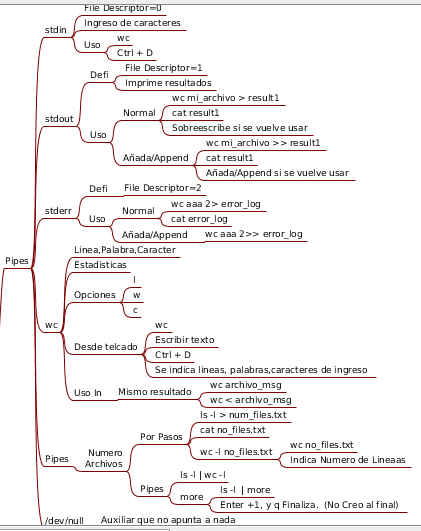 File Descriptor=0
stdin
Ingreso de caracteres
Uso
wc
Ctrl + D
stdout
Defi
File Descriptor=1
Imprime resultados
Uso
Normal
wc mi_archivo > result1
cat result1
Sobreescribe si se vuelve usar
Añada/Append
wc mi_archivo >> result1
cat result1
Añada/Append si se vuelve usar
stderr
Defi
File Descriptor=2
Uso
Normal
wc aaa 2> error_log
cat error_log
Añada/Append
wc aaa 2>> error_log
Pipes
wc
Linea,Palabra,Caracter
Estadisticas
Opciones
l
w
c
Desde telcado
wc
Escribir texto
Ctrl + D
Se indica lineas, palabras,caracteres de ingreso
Uso In
Mismo resultado
wc archivo_msg
wc < archivo_msg
Pipes
Numero
Archivos
Por Pasos
ls -l > num_files.txt
cat no_files.txt
wc -l no_files.txt
wc no_files.txt
Indica Numero de Lineaas
Pipes
ls -l | wc -l
more
ls -l | more
Enter +1, y q Finaliza. (No Creo al final)
/dev/null
Auxiliar que no apunta a nada